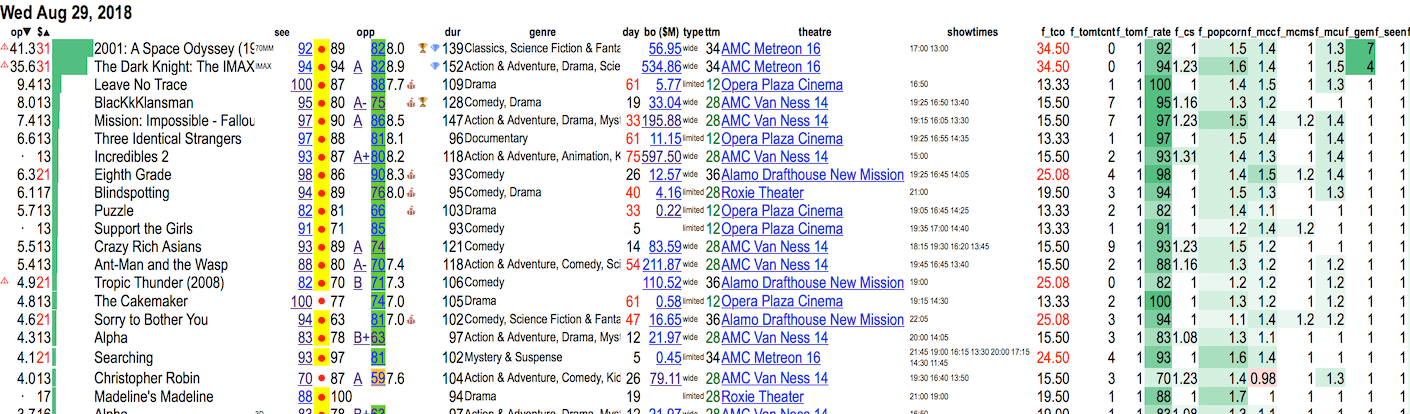 Wed Aug 29, 2018
op▼ $▲ see opp dur genre day bo ($M) type ttm theatre showtimes f_tco f_tomtcnt f_tom f_rate f_cs f_popcorn f_mcc f_mcms f_mcu f_gem f_seen
41.3 31 2001: A Space Odyssey (19 70MM 92 89 82 8.0 139 Classics, Science Fiction & Fanta 56.95 wide 34 AMC Metreon 16 17:00 13:00 34.50 0 1 92 1 1.5 1.4 1 1.5 7 1
35.6 31 The Dark Knight: The IMAX IMAX 94 94 A 82 8.9 152 Action & Adventure, Drama, Scie 534.86 wide 34 AMC Metreon 16 34.50 0 1 94 1.23 1.6 1.4 1 1.5 4 1
9.4 13 Leave No Trace 100 87 88 7.7 109 Drama 61 5.77 limited 12 Opera Plaza Cinema 16:50 13.33 1 1 100 1 1.4 1.5 1 1.3 1 1
8.0 13 BlacKkKlansman 95 80 A- 75 128 Comedy, Drama 19 33.04 wide 28 AMC Van Ness 14 19:25 16:50 13:40 15.50 7 1 95 1.16 1.3 1.2 1 1 1 1
7.4 13 Mission: Impossible - Fallou 97 90 A 86 8.5 147 Action & Adventure, Drama, Myst 33 195.88 wide 28 AMC Van Ness 14 19:15 16:05 13:30 15.50 7 1 97 1.23 1.5 1.4 1.2 1.4 1 1
6.6 13 Three Identical Strangers 97 88 81 8.1 96 Documentary 61 11.15 limited 12 Opera Plaza Cinema 19:25 16:55 14:35 13.33 1 1 97 1 1.4 1.3 1 1 1 1
· 13 Incredibles 2 93 87 A+ 80 8.2 118 Action & Adventure, Animation, K 75 597.50 wide 28 AMC Van Ness 14 15:00 15.50 2 1 93 1.31 1.4 1.3 1 1.3 1 1
6.3 21 Eighth Grade 98 86 90 8.3 93 Comedy 26 12.57 wide 36 Alamo Drafthouse New Mission 19:25 16:45 14:05 25.08 4 1 98 1 1.4 1.5 1.2 1.4 1 1
6.1 17 Blindspotting 94 89 76 8.0 95 Comedy, Drama 40 4.16 limited 28 Roxie Theater 21:00 19.50 3 1 94 1 1.5 1.3 1 1.3 1 1
5.7 13 Puzzle 82 81 66 103 Drama 33 0.22 limited 12 Opera Plaza Cinema 19:05 16:45 14:25 13.33 2 1 82 1 1.4 1.1 1 1 1 1
· 13 Support the Girls 91 71 85 93 Comedy 5 limited 12 Opera Plaza Cinema 19:35 17:00 14:40 13.33 1 1 91 1 1.2 1.4 1.2 1 1 1
5.5 13 Crazy Rich Asians 93 89 A 74 121 Comedy 14 83.59 wide 28 AMC Van Ness 14 18:15 19:30 16:20 13:45 15.50 9 1 93 1.23 1.5 1.2 1 1 1 1
5.4 13 Ant-Man and the Wasp 88 80 A- 70 7.4 118 Action & Adventure, Comedy, Sci 54 211.87 wide 28 AMC Van Ness 14 19:45 16:45 13:40 15.50 2 1 88 1.16 1.3 1.2 1 1.2 1 1
4.9 21 Tropic Thunder (2008) 82 70 B 71 7.3 106 Comedy 110.52 wide 36 Alamo Drafthouse New Mission 19:00 25.08 0 1 82 1 1.2 1.2 1 1.2 1 1
4.8 13 The Cakemaker 100 77 74 7.0 105 Drama 61 0.58 limited 12 Opera Plaza Cinema 19:15 14:30 13.33 2 1 100 1 1.3 1.2 1 1.2 1 1
4.6 21 Sorry to Bother You 94 63 81 7.0 102 Comedy, Science Fiction & Fanta 47 16.65 wide 36 Alamo Drafthouse New Mission 22:05 25.08 3 1 94 1 1.1 1.4 1.2 1.2 1 1
4.3 13 Alpha 83 78 B+ 63 97 Action & Adventure, Drama, Myst 12 21.97 wide 28 AMC Van Ness 14 20:00 14:05 15.50 3 1 83 1.08 1.3 1.1 1 1 1 1
4.1 21 Searching 93 97 81 102 Mystery & Suspense 5 0.45 limited 34 AMC Metreon 16 21:45 19:00 16:15 13:30 20:00 17:15 14:30 11:45 24.50 4 1 93 1 1.6 1.4 1 1 1 1
4.0 13 Christopher Robin 70 87 A 59 7.6 104 Action & Adventure, Comedy, Kid 26 79.11 wide 28 AMC Van Ness 14 19:30 16:40 13:50 15.50 3 1 70 1.23 1.4 0.98 1 1.3 1 1
· 17 Madeline's Madeline 88 100 94 Drama 19 limited 28 Roxie Theater 21:00 19:00 19.50 1 1 88 1 1.7 1 1 1 1